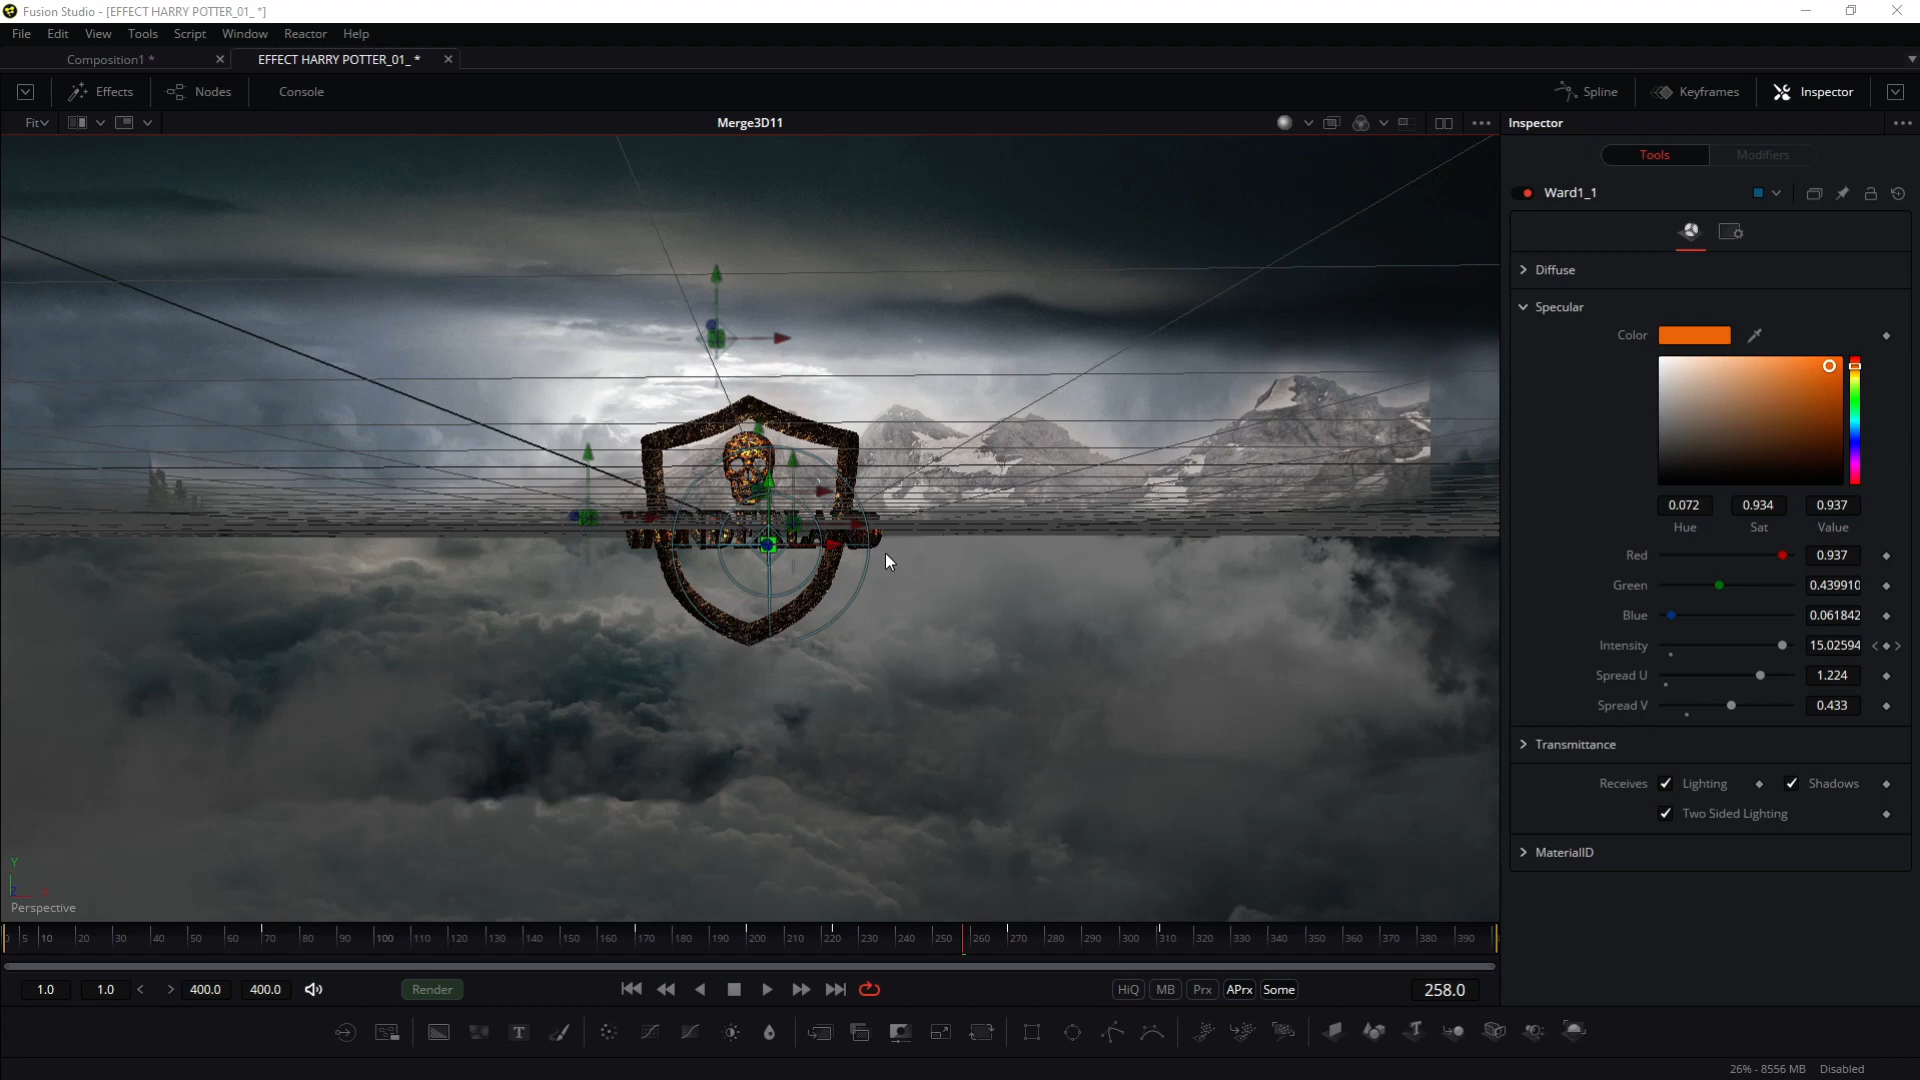 Fusion Studio - [EFFECT HARRY POTTER_01_ *]
File Edit View Tools Script Window Reactor Help
Composition1 * EFFECT HARRY POTTER_01_ *
Effects Nodes Console Spline Keyframes Inspector
Fit Merge3D11 Inspector
Tools Modifiers
Ward1_1
Diffuse
Specular
Color
0.072 0.934 0.937
Hue Sat Value
Red 0.937
Green 0.439910
Blue 0.061842
Intensity 15.02594
Spread U 1.224
Spread V 0.433
Transmittance
Receives Lighting Shadows
Two Sided Lighting
MaterialID
Y
Z X
Perspective
0 5 10 20 30 40 50 60 70 80 90 100 110 120 130 140 150 160 170 180 190 200 210 220 230 240 250 260 270 280 290 300 310 320 330 340 350 360 370 380 390
1.0 1.0 < > 400.0 400.0 Render HiQ MB Prx APrx Some 258.0
T
26% - 8556 MB Disabled